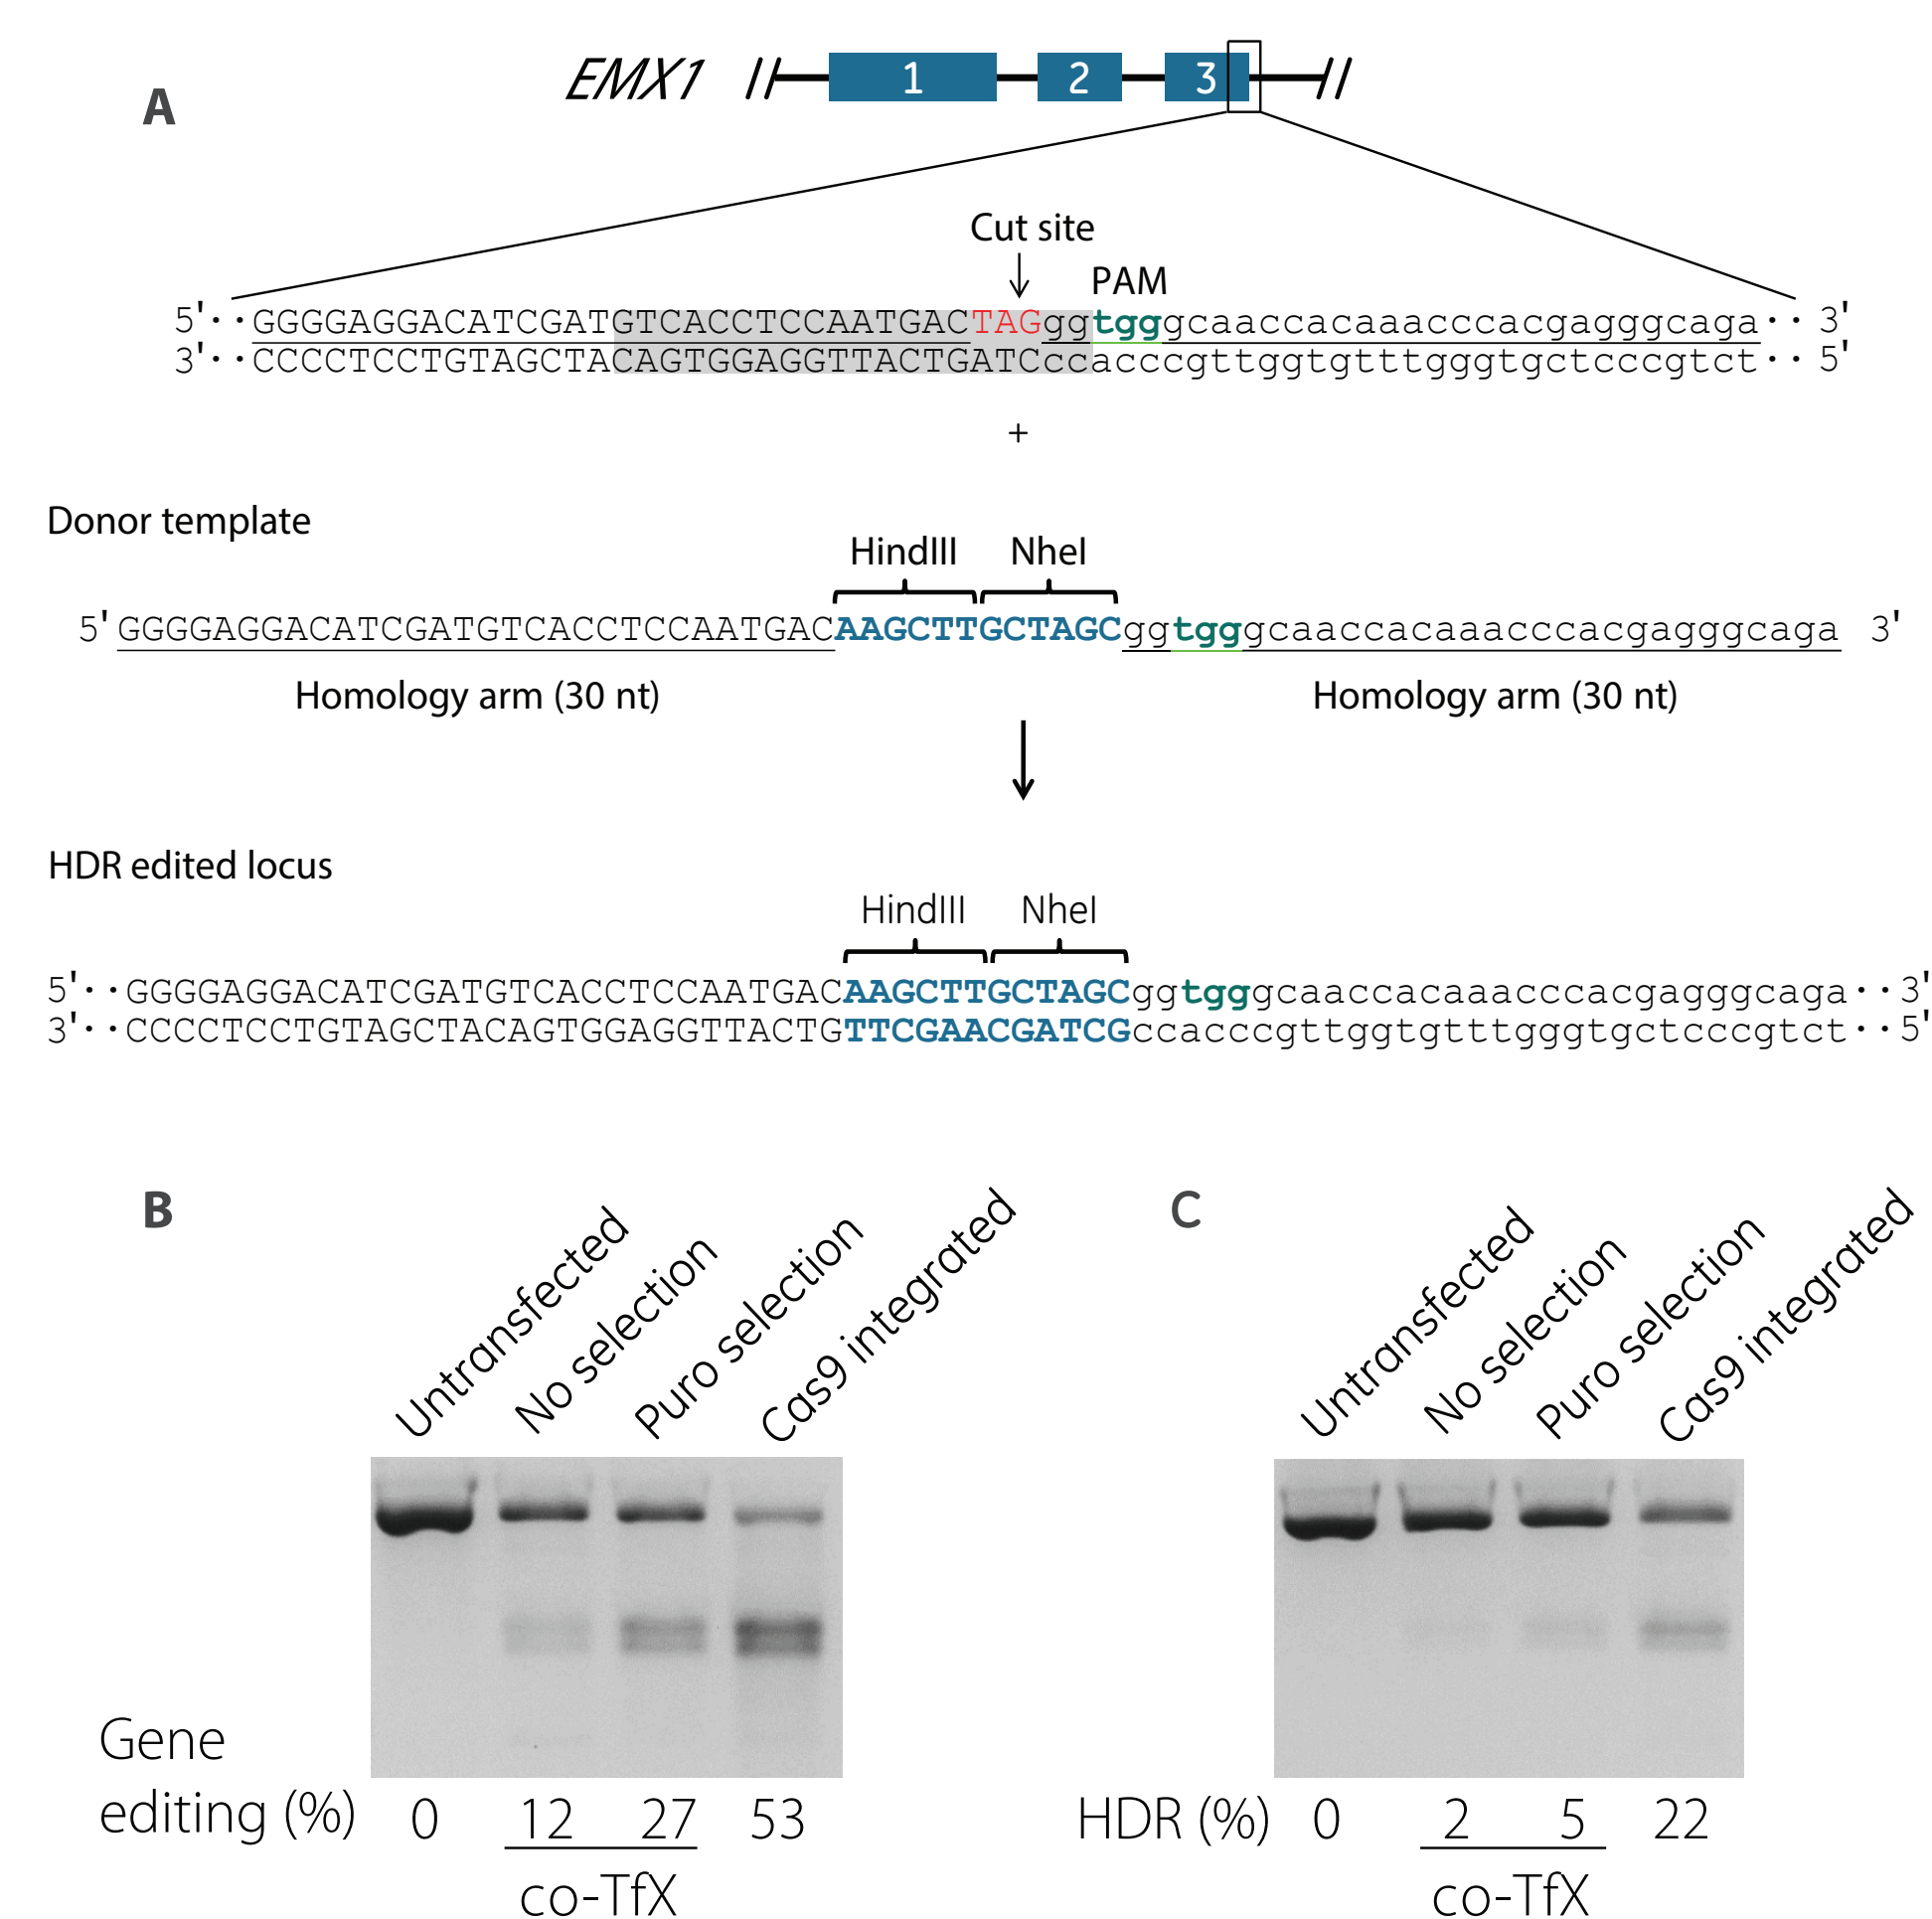 A
EMX1
1 2 3
Cut site
PAM
5'··GGGGAGGACATCGATGTCACCTCCAATGACTAGggtgggcaaccacaaacccacgagggcaga·· 3'
3'··CCCCTCCTGTAGCTACAGTGGAGGTTACTGATCccacccgttggtgtttgggtgctcccgtct·· 5'
+
Donor template
HindIII NheI
5' GGGGAGGACATCGATGTCACCTCCAATGACAAGCTTGCTAGCggtgggcaaccacaaacccacgagggcaga 3'
Homology arm (30 nt) Homology arm (30 nt)
HDR edited locus
HindIII NheI
5'··GGGGAGGACATCGATGTCACCTCCAATGACAAGCTTGCTAGCggtgggcaaccacaaacccacgagggcaga··3'
3'··CCCCTCCTGTAGCTACAGTGGAGGTTACTGTTCGAACGATCGccacccgttggtgtttgggtgctcccgtct··5'
B
Untransfected
No selection
Puro selection
Cas9 integrated
Gene
editing (%) 0 12 27 53
co-TfX
C
Untransfected
No selection
Puro selection
Cas9 integrated
HDR (%) 0 2 5 22
co-TfX